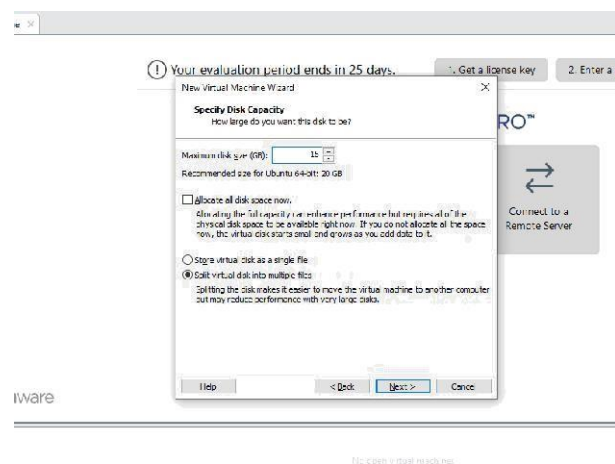 Your evaluation period ends in 25 days.
1. Get a license key
2. Enter a
New Virtual Machine Wizard
Specify Disk Capacity
How large do you want this disk to be?
PRO™
Maximum disk size (GB): 15
Recommended size for Ubuntu 64-bit: 20 GB
Allocate all disk space now.
Allocating the full capacity can enhance performance but requires all of the
physical disk space to be available right now. If you do not allocate all the space
now, the virtual disk starts small and grows as you add data to it.
Connect to a
Remote Server
Store virtual disk as a single file
Split virtual disk into multiple files
Splitting the disk makes it easier to move the virtual machine to another computer
but may reduce performance with very large disks.
Help
< Back
Next >
Cancel
ware
No open virtual machines